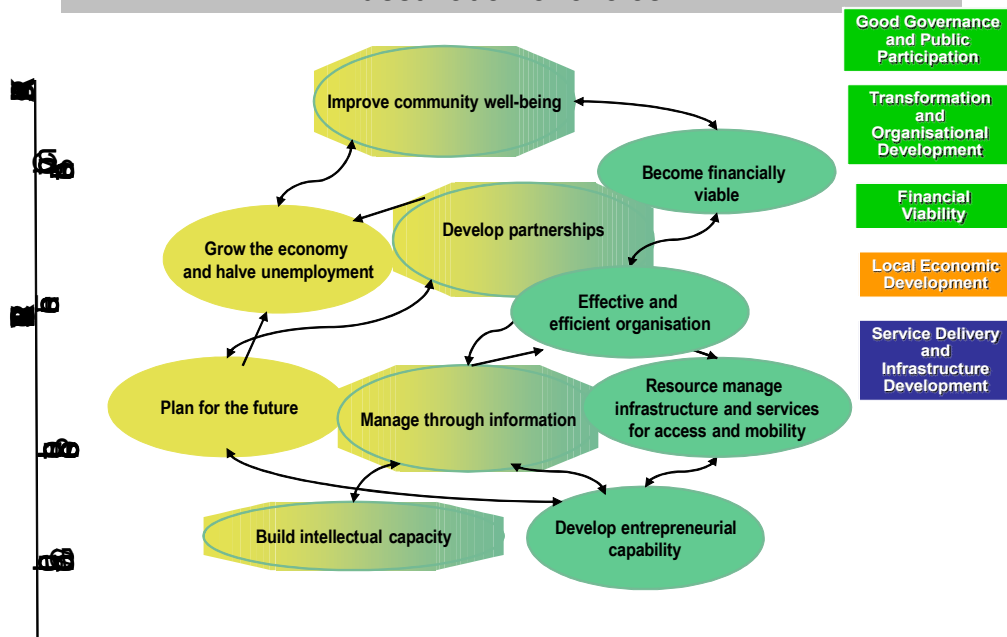 Good Governance
and Public
Participation
Improve community well-being
Transformation
and
Organisational
Development
Become financially
viable
Financial
Viability
Develop partnerships
Grow the economy
and halve unemployment
Local Economic
Development
Effective and
efficient organisation
Service Delivery
and
Infrastructure
Development
Resource manage
infrastructure and services
for access and mobility
Plan for the future
Manage through information
Build intellectual capacity
Develop entrepreneurial
capability